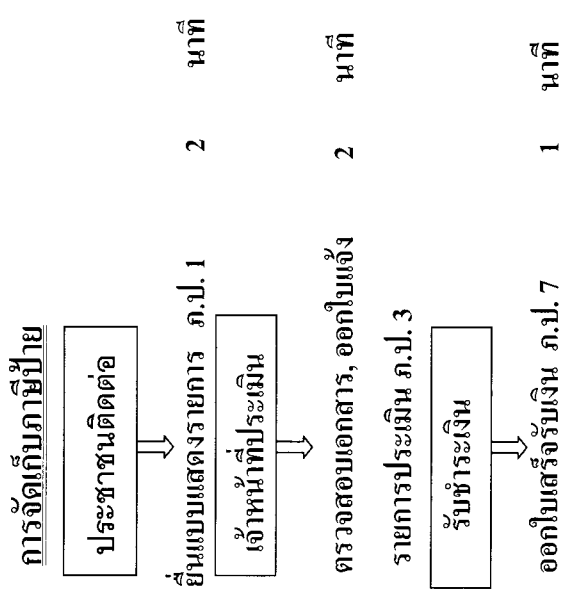 การจัดเก็บภาษีป้าย
ประชาชนติดต่อ
ยื่นแบบแสดงรายการ ภ.ป. 1 2 นาที
เจ้าหน้าที่ประเมิน
ตรวจสอบเอกสาร, ออกใบแจ้ง 2 นาที
รายการประเมิน ภ.ป. 3
รับชำระเงิน
ออกใบเสร็จรับเงิน ภ.ป. 7 1 นาที